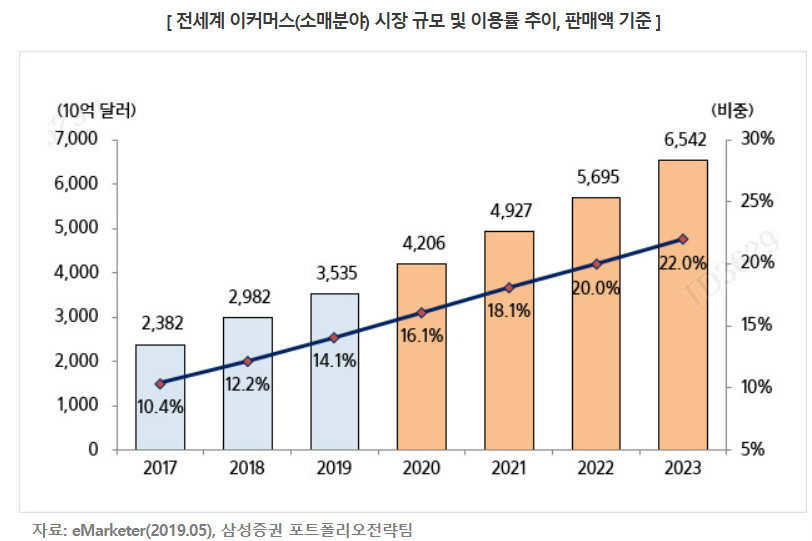 [ 전세계 이커머스(소매분야) 시장 규모 및 이용률 추이, 판매액 기준 ]
(10억 달러) (비중)
7,000 30%
6,542
6,000 5,695 25%
5,000 4,927
4,206 20%
4,000 3,535 22.0%
2,982 20.0%
3,000 18.1%
2,382 16.1% 15%
2,000 14.1%
12.2% 10%
1,000 10.4%
0 5%
2017 2018 2019 2020 2021 2022 2023
TD3629
자료: eMarketer(2019.05), 삼성증권 포트폴리오전략팀